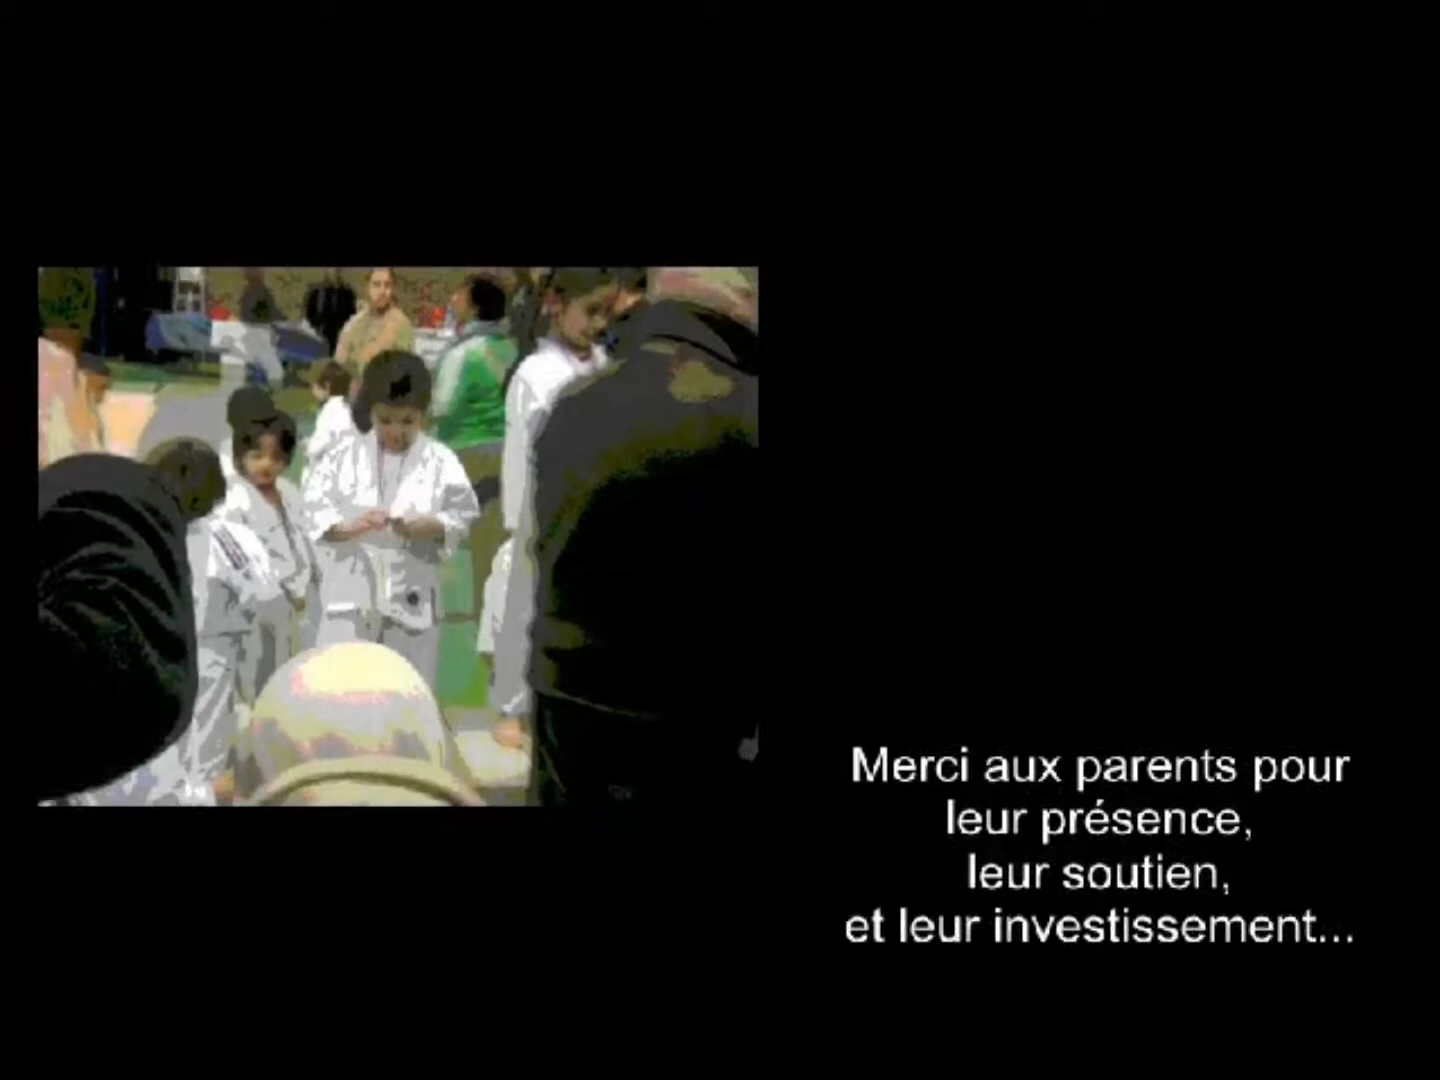 Merci aux parents pour
leur présence,
leur soutien,
et leur investissement...